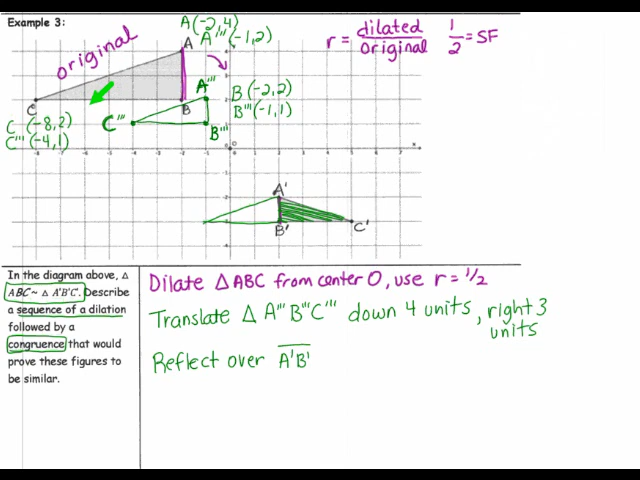 Example 3:
A(-2,4)
A'''(-1,2)
r = dilated / original
1/2 = SF
original
A
A'''
B (-2,2)
B'''(-1,1)
C
B
C'''
B'''
C (-8,2)
C'''(-4,1)
A'
B'
C'
In the diagram above, △
ABC ~ △ A'B'C'. Describe
a sequence of a dilation
followed by a
congruence that would
prove these figures to
be similar.
Dilate △ABC from center O, use r = 1/2
Translate △ A'''B'''C''' down 4 units, right 3
units
Reflect over A'B'